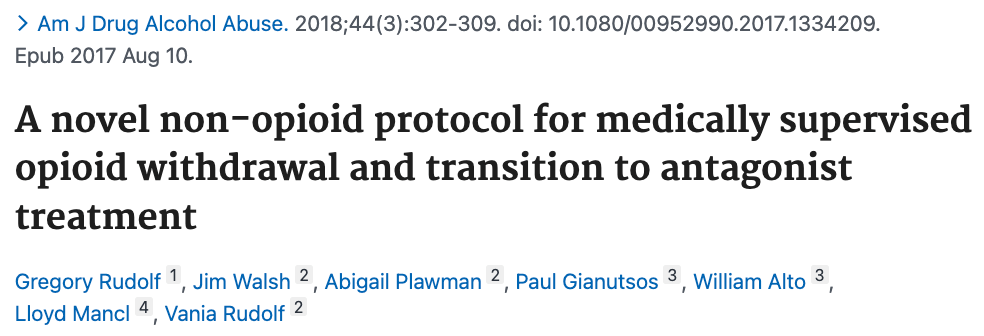 > Am J Drug Alcohol Abuse. 2018;44(3):302-309. doi: 10.1080/00952990.2017.1334209.
Epub 2017 Aug 10.
A novel non-opioid protocol for medically supervised
opioid withdrawal and transition to antagonist
treatment
Gregory Rudolf 1, Jim Walsh 2, Abigail Plawman 2, Paul Gianutsos 3, William Alto 3,
Lloyd Mancl 4, Vania Rudolf 2